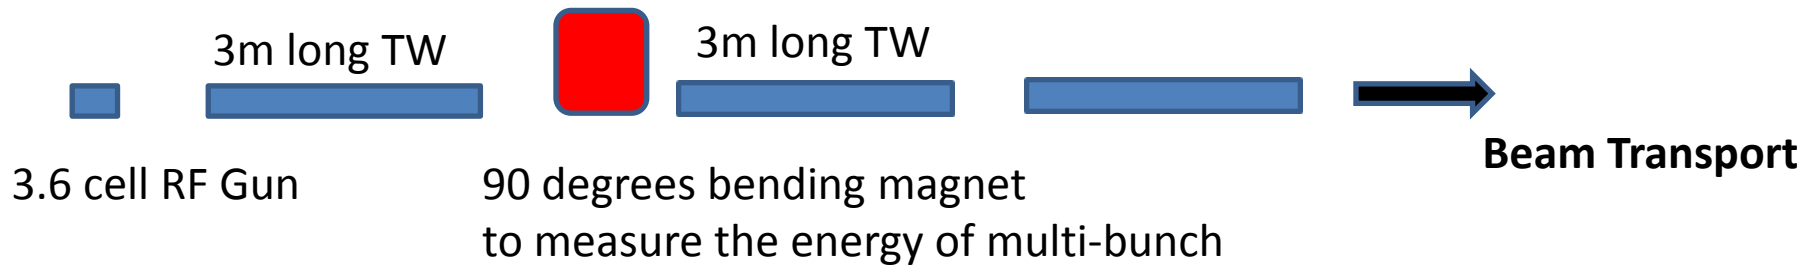 3m long TW
3m long TW
3.6 cell RF Gun
90 degrees bending magnet
to measure the energy of multi-bunch
Beam Transport